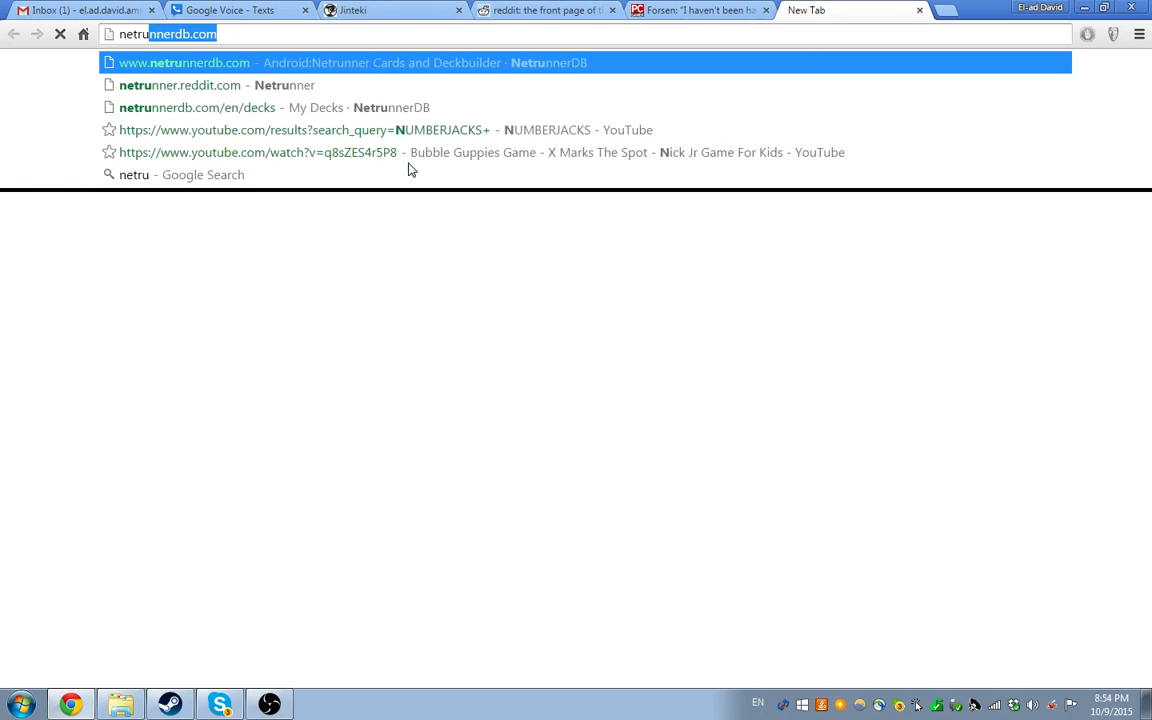 Inbox (1) - el.ad.david.am
Google Voice - Texts
Jinteki
reddit: the front page of t
Forsen: "I haven't been ha
New Tab
El-ad David
netrunnerdb.com
www.netrunnerdb.com - Android:Netrunner Cards and Deckbuilder · NetrunnerDB
netrunner.reddit.com - Netrunner
netrunnerdb.com/en/decks - My Decks · NetrunnerDB
https://www.youtube.com/results?search_query=NUMBERJACKS+ - NUMBERJACKS - YouTube
https://www.youtube.com/watch?v=q8sZES4r5P8 - Bubble Guppies Game - X Marks The Spot - Nick Jr Game For Kids - YouTube
netru - Google Search
EN
8:54 PM
10/9/2015